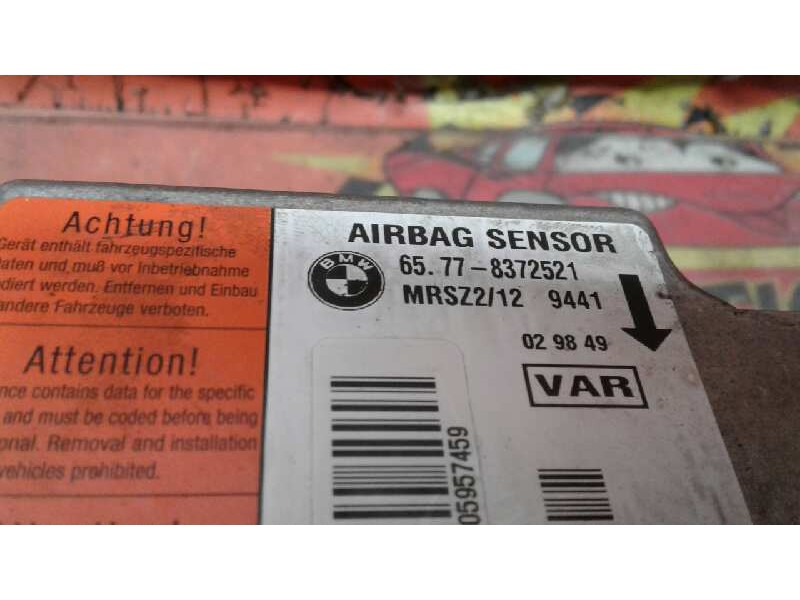 Achtung!
Gerät enthält fahrzeugspezifische
Daten und muß vor Inbetriebnahme
diert werden. Entfernen und Einbau
andere Fahrzeuge verboten.
Attention!
nce contains data for the specific
and must be coded before being
onal. Removal and installation
vehicles prohibited.
AIRBAG SENSOR
BMW
65.77-8372521
MRSZ2/12 9441
02 98 49
VAR
05957459